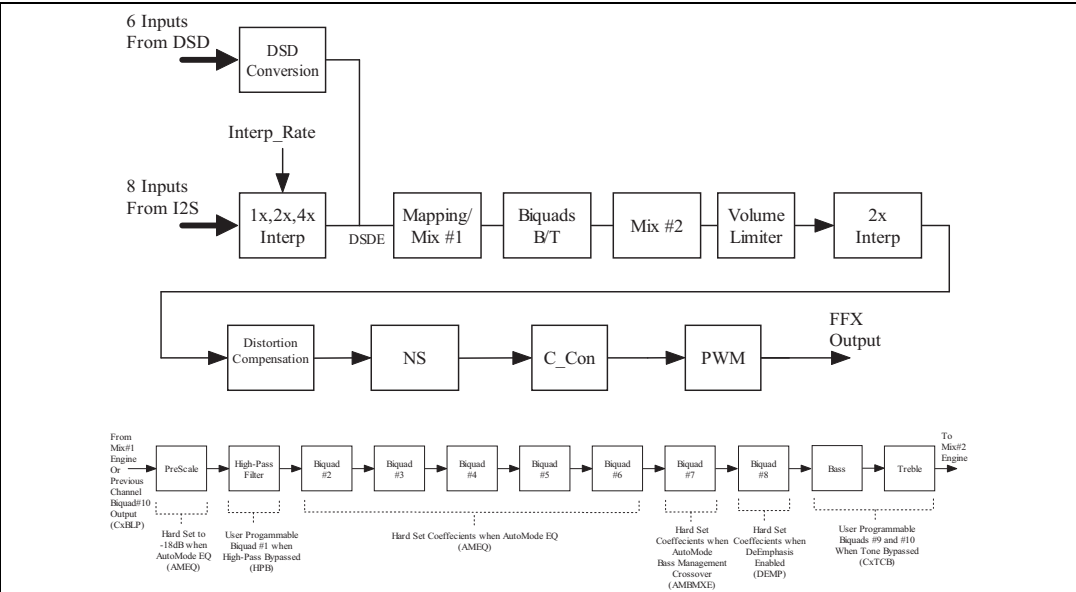 6 Inputs
From DSD
DSD
Conversion
Interp_Rate
8 Inputs
From I2S
1x,2x,4x
Interp
DSDE
Mapping/
Mix #1
Biquads
B/T
Mix #2
Volume
Limiter
2x
Interp
Distortion
Compensation
NS
C_Con
PWM
FFX
Output
From
Mix#1
Engine
Or
Previous
Channel
Biquad#10
Output
(CxBLP)
PreScale
High-Pass
Filter
Biquad
#2
Biquad
#3
Biquad
#4
Biquad
#5
Biquad
#6
Biquad
#7
Biquad
#8
Bass
Treble
To
Mix#2
Engine
Hard Set to
-18dB when
AutoMode EQ
(AMEQ)
User Progammable
Biquad #1 when
High-Pass Bypassed
(HPB)
Hard Set Coeffecients when AutoMode EQ
(AMEQ)
Hard Set
Coeffecients when
AutoMode
Bass Management
Crossover
(AMBMXE)
Hard Set
Coeffecients when
DeEmphasis
Enabled
(DEMP)
User Programmable
Biquads #9 and #10
When Tone Bypassed
(CxTCB)